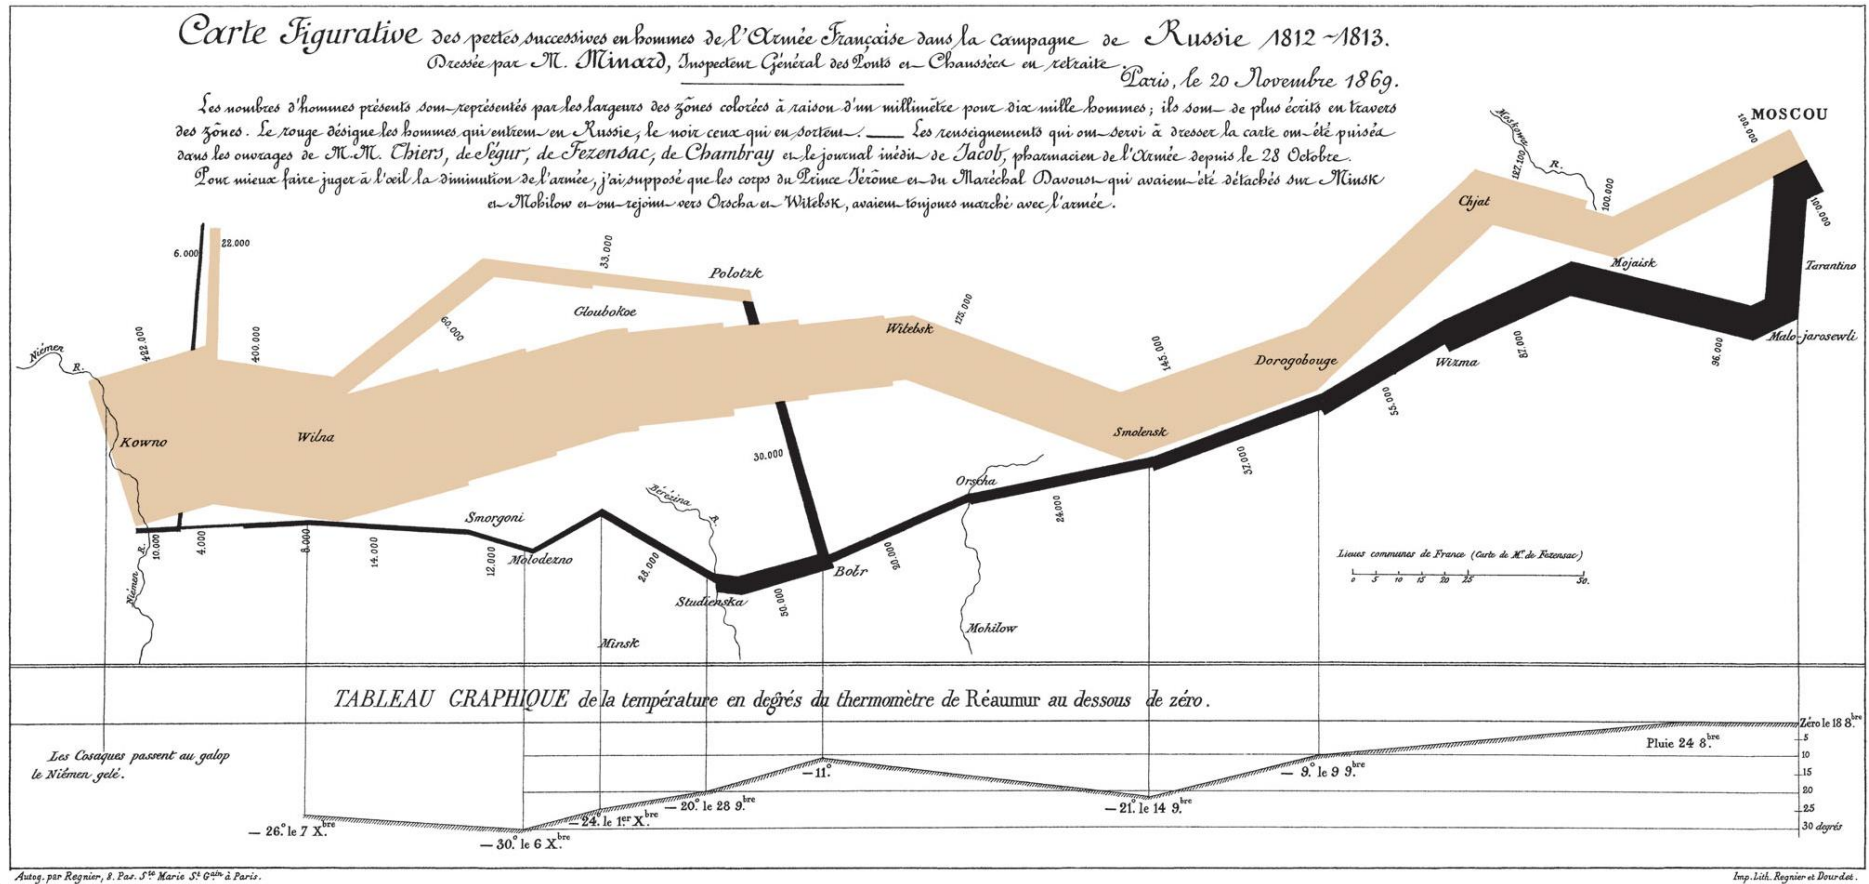 Carte Figurative des pertes successives en hommes de l'Armée Française dans la campagne de Russie 1812~1813.
Dressée par M. Minard, Inspecteur Général des Ponts et Chaussées en retraite.
Paris, le 20 Novembre 1869.
Les nombres d'hommes présents sont représentés par les largeurs des zônes colorées à raison d'un millimètre pour dix mille hommes; ils sont de plus écrits en travers
des zônes. Le rouge désigne les hommes qui entrent en Russie, le noir ceux qui en sortent. — Les renseignements qui ont servi à dresser la carte ont été puisés
dans les ouvrages de M.M. Thiers, de Ségur, de Fezensac, de Chambray et le journal inédit de Jacob, pharmacien de l'Armée depuis le 28 Octobre.
Pour mieux faire juger à l'œil la diminution de l'armée, j'ai supposé que les corps du Prince Jérôme et du Maréchal Davoust qui avaient été détachés sur Minsk
et Mohilow et ont rejoint vers Orscha et Witebsk, avaient toujours marché avec l'armée.
MOSCOU
100.000
Moskowa R.
127.100
100.000
Chjat
100.000
6.000
22.000
33.000
Polotzk
Mojaisk
Tarantino
Gloubokoe
60.000
175.000
Witebsk
422.000
400.000
Niémen R.
145.000
Dorogobouge
Wizma
87.000
96.000
Malo-jarosewli
55.000
Kowno
Wilna
Smolensk
30.000
37.000
Orscha
Bérézina R.
24.000
Smorgoni
10.000
4.000
8.000
14.000
12.000
Molodezno
28.000
20.000
Botr
Niémen R.
Studienska
50.000
Lieues communes de France (Carte de M. de Fezensac)
0 5 10 15 20 25 50.
Mohilow
Minsk
TABLEAU GRAPHIQUE de la température en degrés du thermomètre de Réaumur au dessous de zéro.
Les Cosaques passent au galop
le Niémen gelé.
Zéro le 18 8.bre
5
10
15
20
25
30 degrés
Pluie 24 8.bre
— 9.° le 9 9.bre
— 21.° le 14 9.bre
— 11.°
— 20.° le 28 9.bre
— 24.° le 1.er X.bre
— 30.° le 6 X.bre
— 26.° le 7 X.bre
Autog. par Regnier, 8. Pas. S.te Marie S.t G.ain à Paris.
Imp. Lith. Regnier et Dourdet.